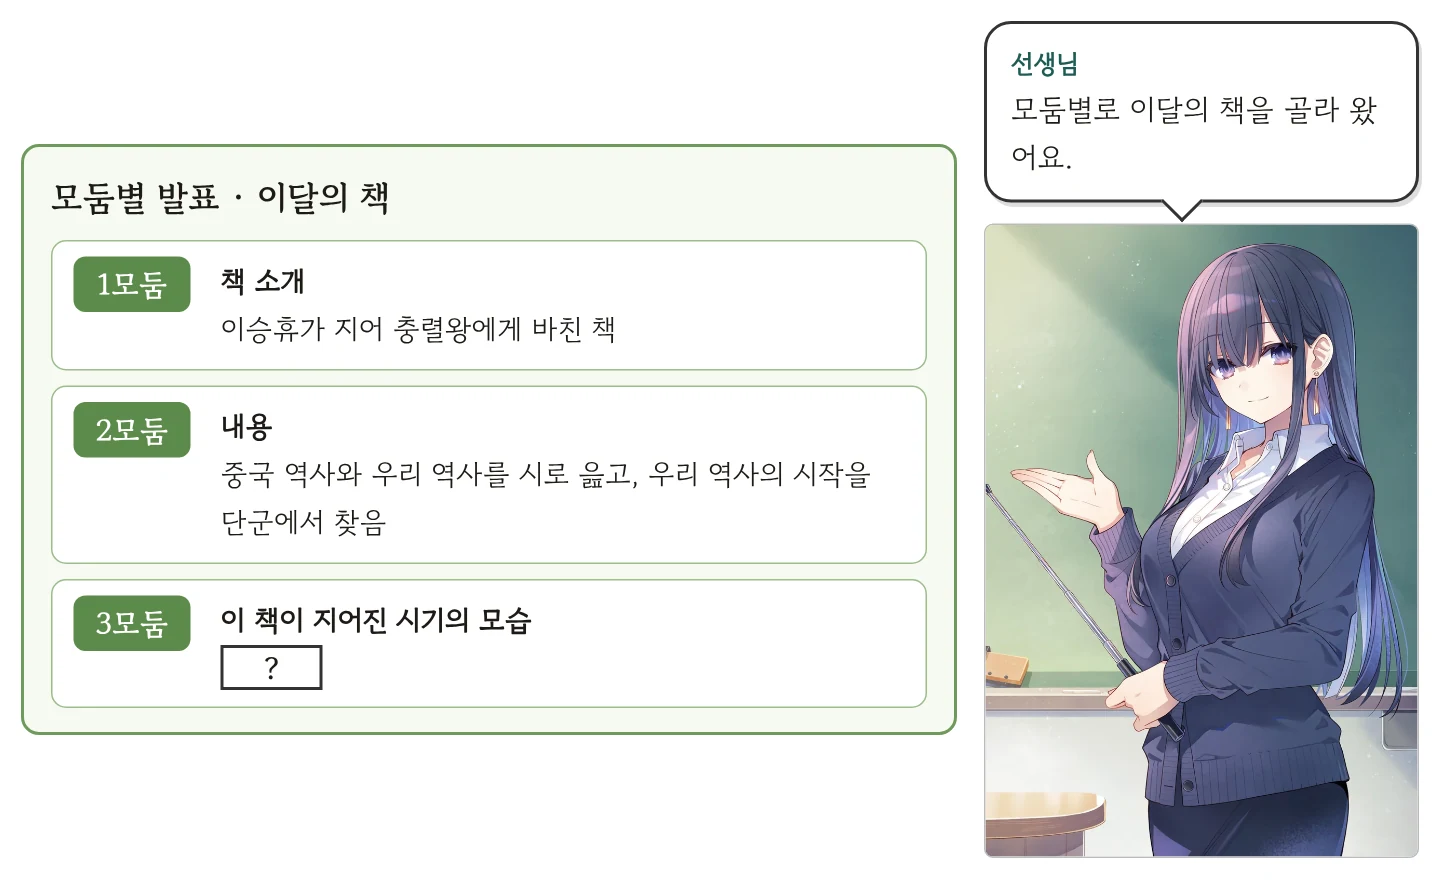 모둠별 발표 · 이달의 책
1모둠
책 소개
이승휴가 지어 충렬왕에게 바친 책
2모둠
내용
중국 역사와 우리 역사를 시로 읊고, 우리 역사의 시작을
단군에서 찾음
3모둠
이 책이 지어진 시기의 모습
?
선생님
모둠별로 이달의 책을 골라 왔
어요.